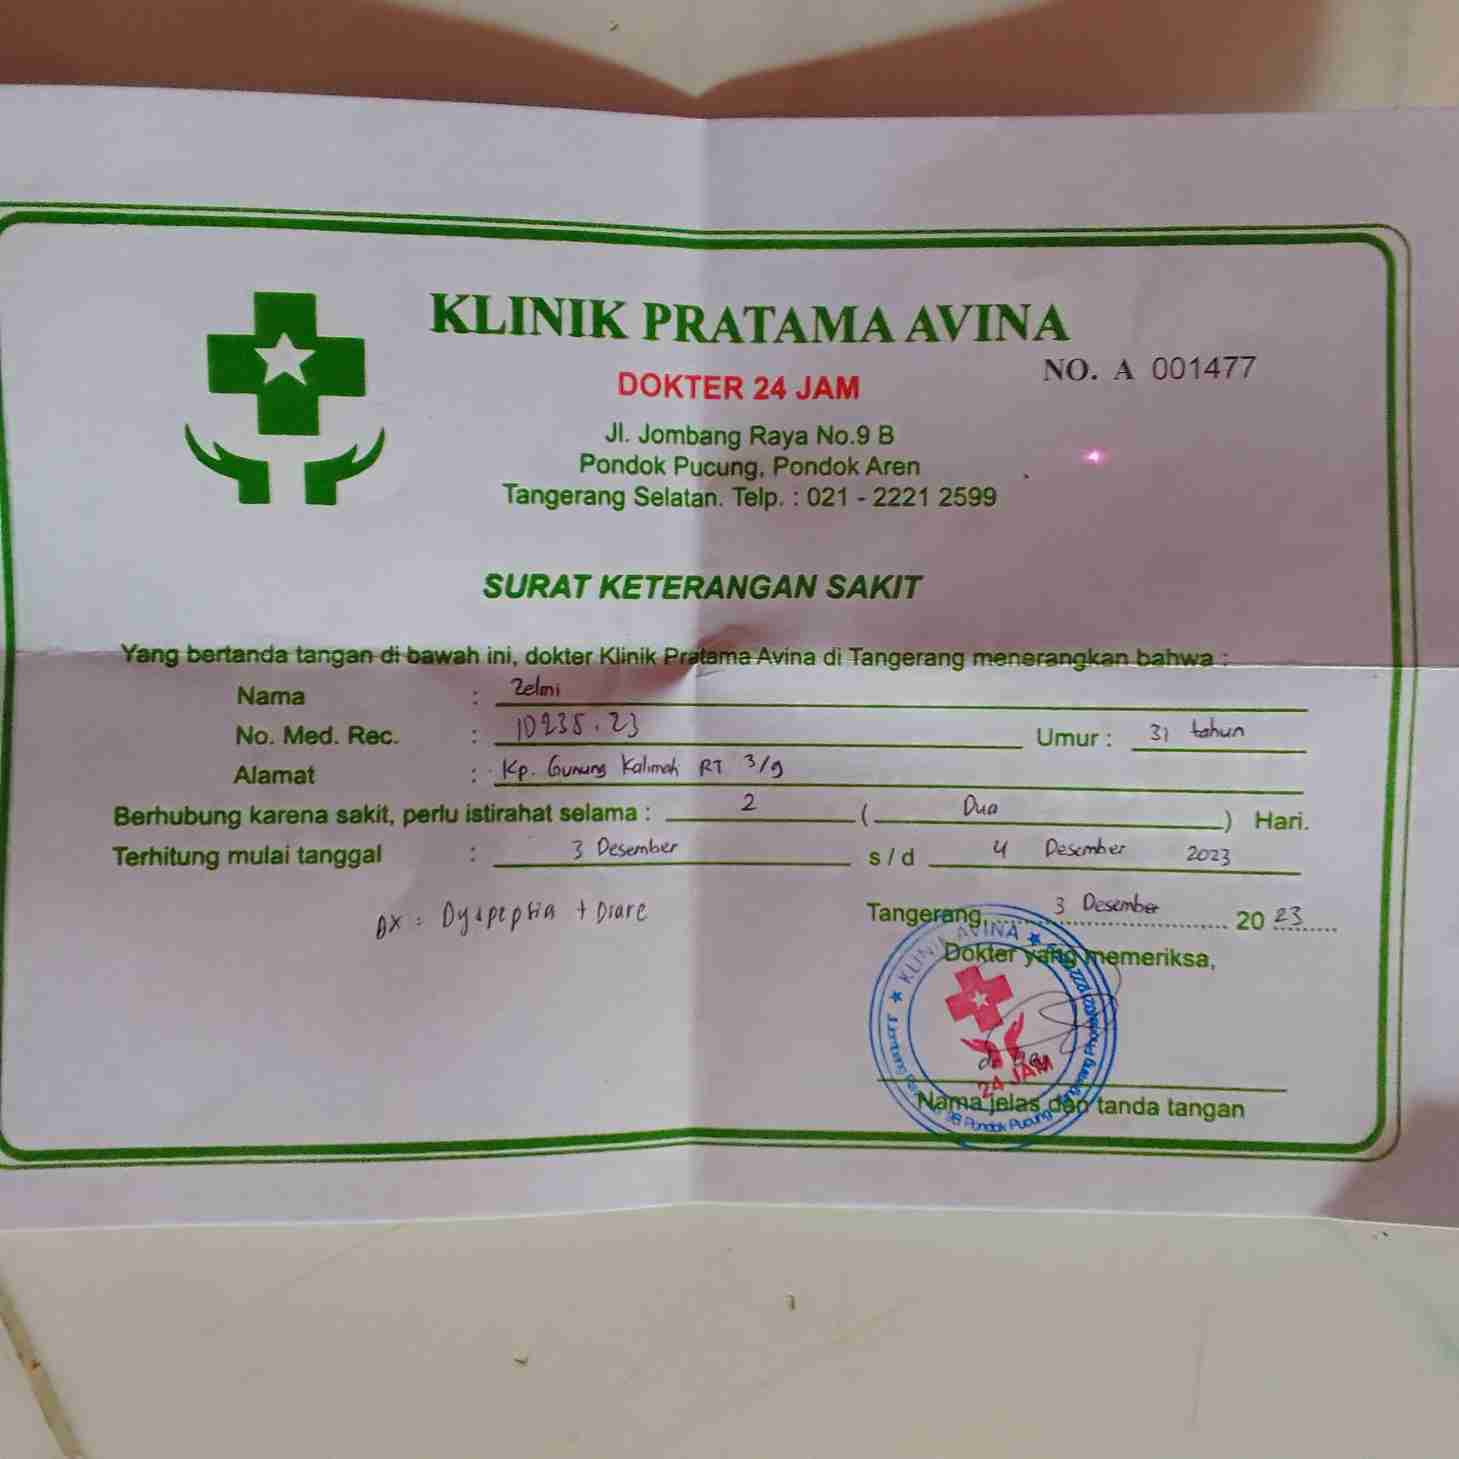 KLINIK PRATAMA AVINA
NO. A 001477
DOKTER 24 JAM
Jl. Jombang Raya No.9 B
Pondok Pucung, Pondok Aren
Tangerang Selatan. Telp. : 021 - 2221 2599
SURAT KETERANGAN SAKIT
Yang bertanda tangan di bawah ini, dokter Klinik Pratama Avina di Tangerang menerangkan bahwa :
Nama : Zelmi
No. Med. Rec. : 10235.23 Umur : 31 tahun
Alamat : Kp. Gunung Kalimah RT 3/9
Berhubung karena sakit, perlu istirahat selama : 2 ( Dua ) Hari.
Terhitung mulai tanggal : 3 Desember s / d 4 Desember 2023
DX : Dyspepsia + Diare
Tangerang, 3 Desember 20 23
Dokter yang memeriksa,
KLINIK AVINA
24 JAM
Nama jelas dan tanda tangan